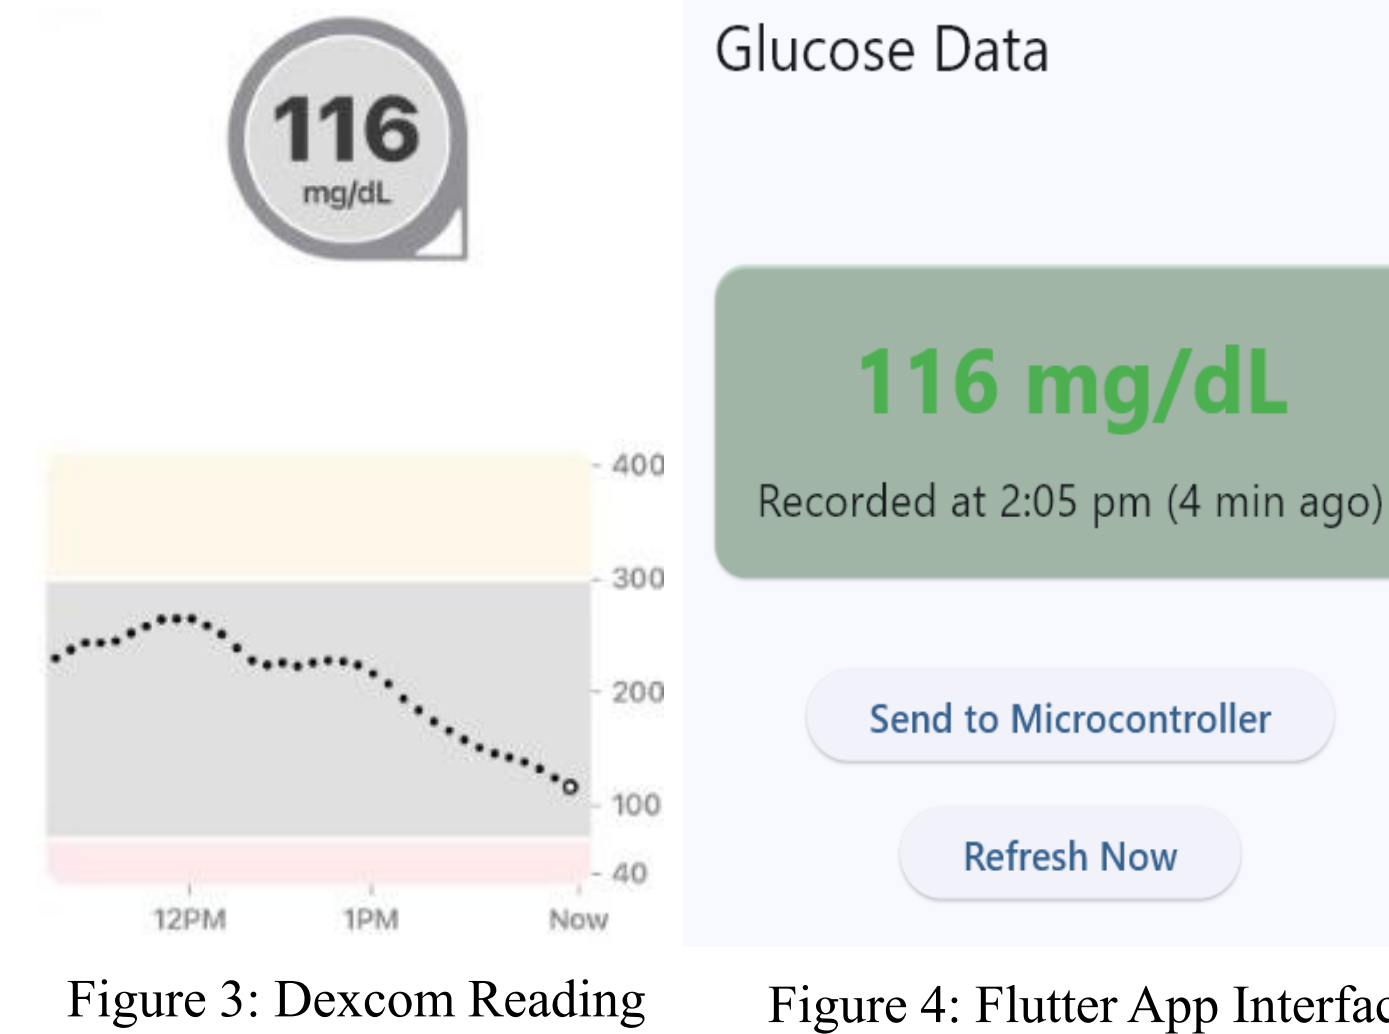 116
mg/dL
400
300
200
100
40
12PM 1PM Now
Figure 3: Dexcom Reading
Glucose Data
116 mg/dL
Recorded at 2:05 pm (4 min ago)
Send to Microcontroller
Refresh Now
Figure 4: Flutter App Interfac